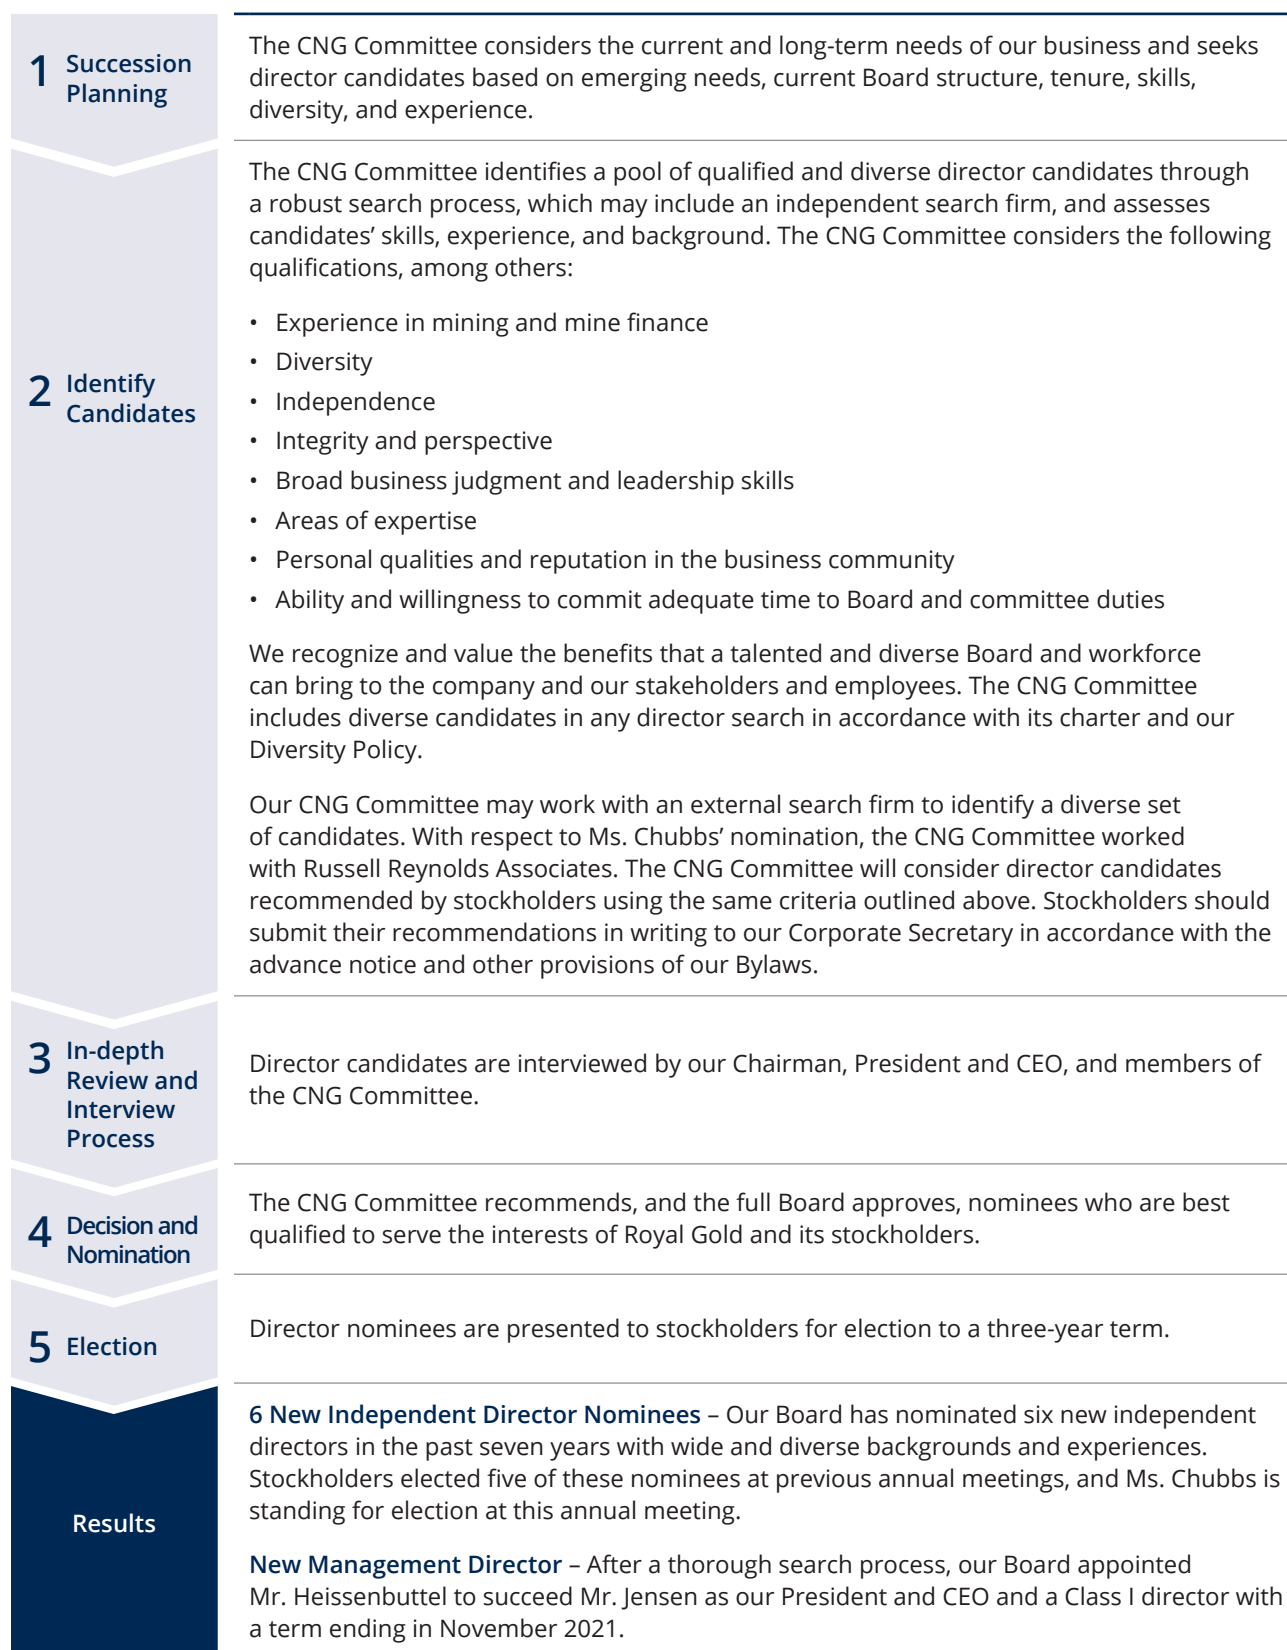 1 Succession
Planning
The CNG Committee considers the current and long-term needs of our business and seeks
director candidates based on emerging needs, current Board structure, tenure, skills,
diversity, and experience.
2 Identify
Candidates
The CNG Committee identifies a pool of qualified and diverse director candidates through
a robust search process, which may include an independent search firm, and assesses
candidates’ skills, experience, and background. The CNG Committee considers the following
qualifications, among others:
• Experience in mining and mine finance
• Diversity
• Independence
• Integrity and perspective
• Broad business judgment and leadership skills
• Areas of expertise
• Personal qualities and reputation in the business community
• Ability and willingness to commit adequate time to Board and committee duties
We recognize and value the benefits that a talented and diverse Board and workforce
can bring to the company and our stakeholders and employees. The CNG Committee
includes diverse candidates in any director search in accordance with its charter and our
Diversity Policy.
Our CNG Committee may work with an external search firm to identify a diverse set
of candidates. With respect to Ms. Chubbs’ nomination, the CNG Committee worked
with Russell Reynolds Associates. The CNG Committee will consider director candidates
recommended by stockholders using the same criteria outlined above. Stockholders should
submit their recommendations in writing to our Corporate Secretary in accordance with the
advance notice and other provisions of our Bylaws.
3 In-depth
Review and
Interview
Process
Director candidates are interviewed by our Chairman, President and CEO, and members of
the CNG Committee.
4 Decision and
Nomination
The CNG Committee recommends, and the full Board approves, nominees who are best
qualified to serve the interests of Royal Gold and its stockholders.
5 Election
Director nominees are presented to stockholders for election to a three-year term.
Results
6 New Independent Director Nominees – Our Board has nominated six new independent
directors in the past seven years with wide and diverse backgrounds and experiences.
Stockholders elected five of these nominees at previous annual meetings, and Ms. Chubbs is
standing for election at this annual meeting.
New Management Director – After a thorough search process, our Board appointed
Mr. Heissenbuttel to succeed Mr. Jensen as our President and CEO and a Class I director with
a term ending in November 2021.